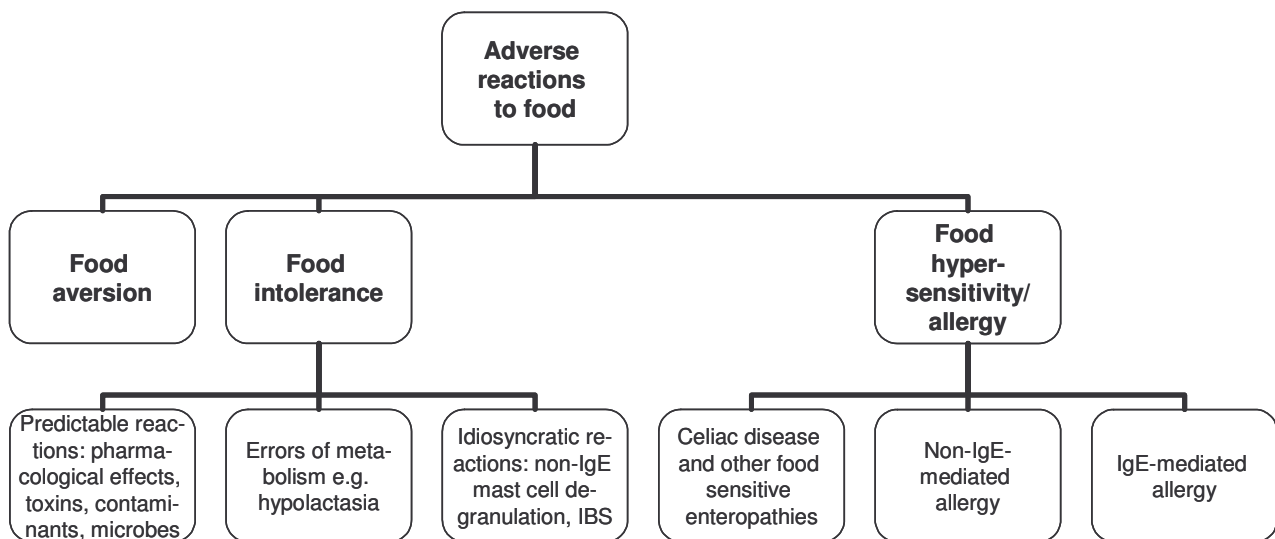 Adverse
reactions
to food
Food
aversion
Food
intolerance
Food
hyper-
sensitivity/
allergy
Predictable reac-
tions: pharma-
cological effects,
toxins, contami-
nants, microbes
Errors of meta-
bolism e.g.
hypolactasia
Idiosyncratic re-
actions: non-IgE
mast cell de-
granulation, IBS
Celiac disease
and other food
sensitive
enteropathies
Non-IgE-
mediated
allergy
IgE-mediated
allergy